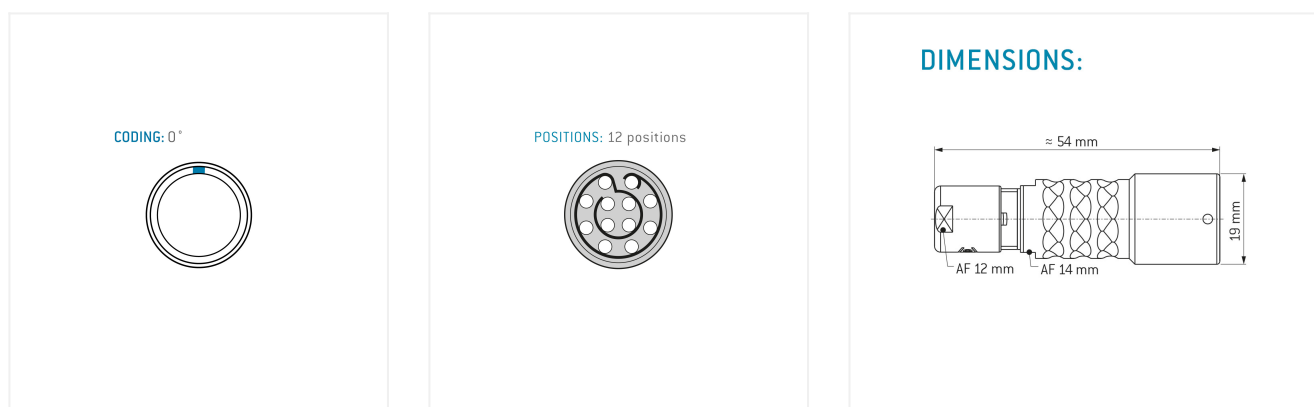 CODING: 0°
POSITIONS: 12 positions
DIMENSIONS:
≈ 54 mm
19 mm
AF 12 mm
AF 14 mm